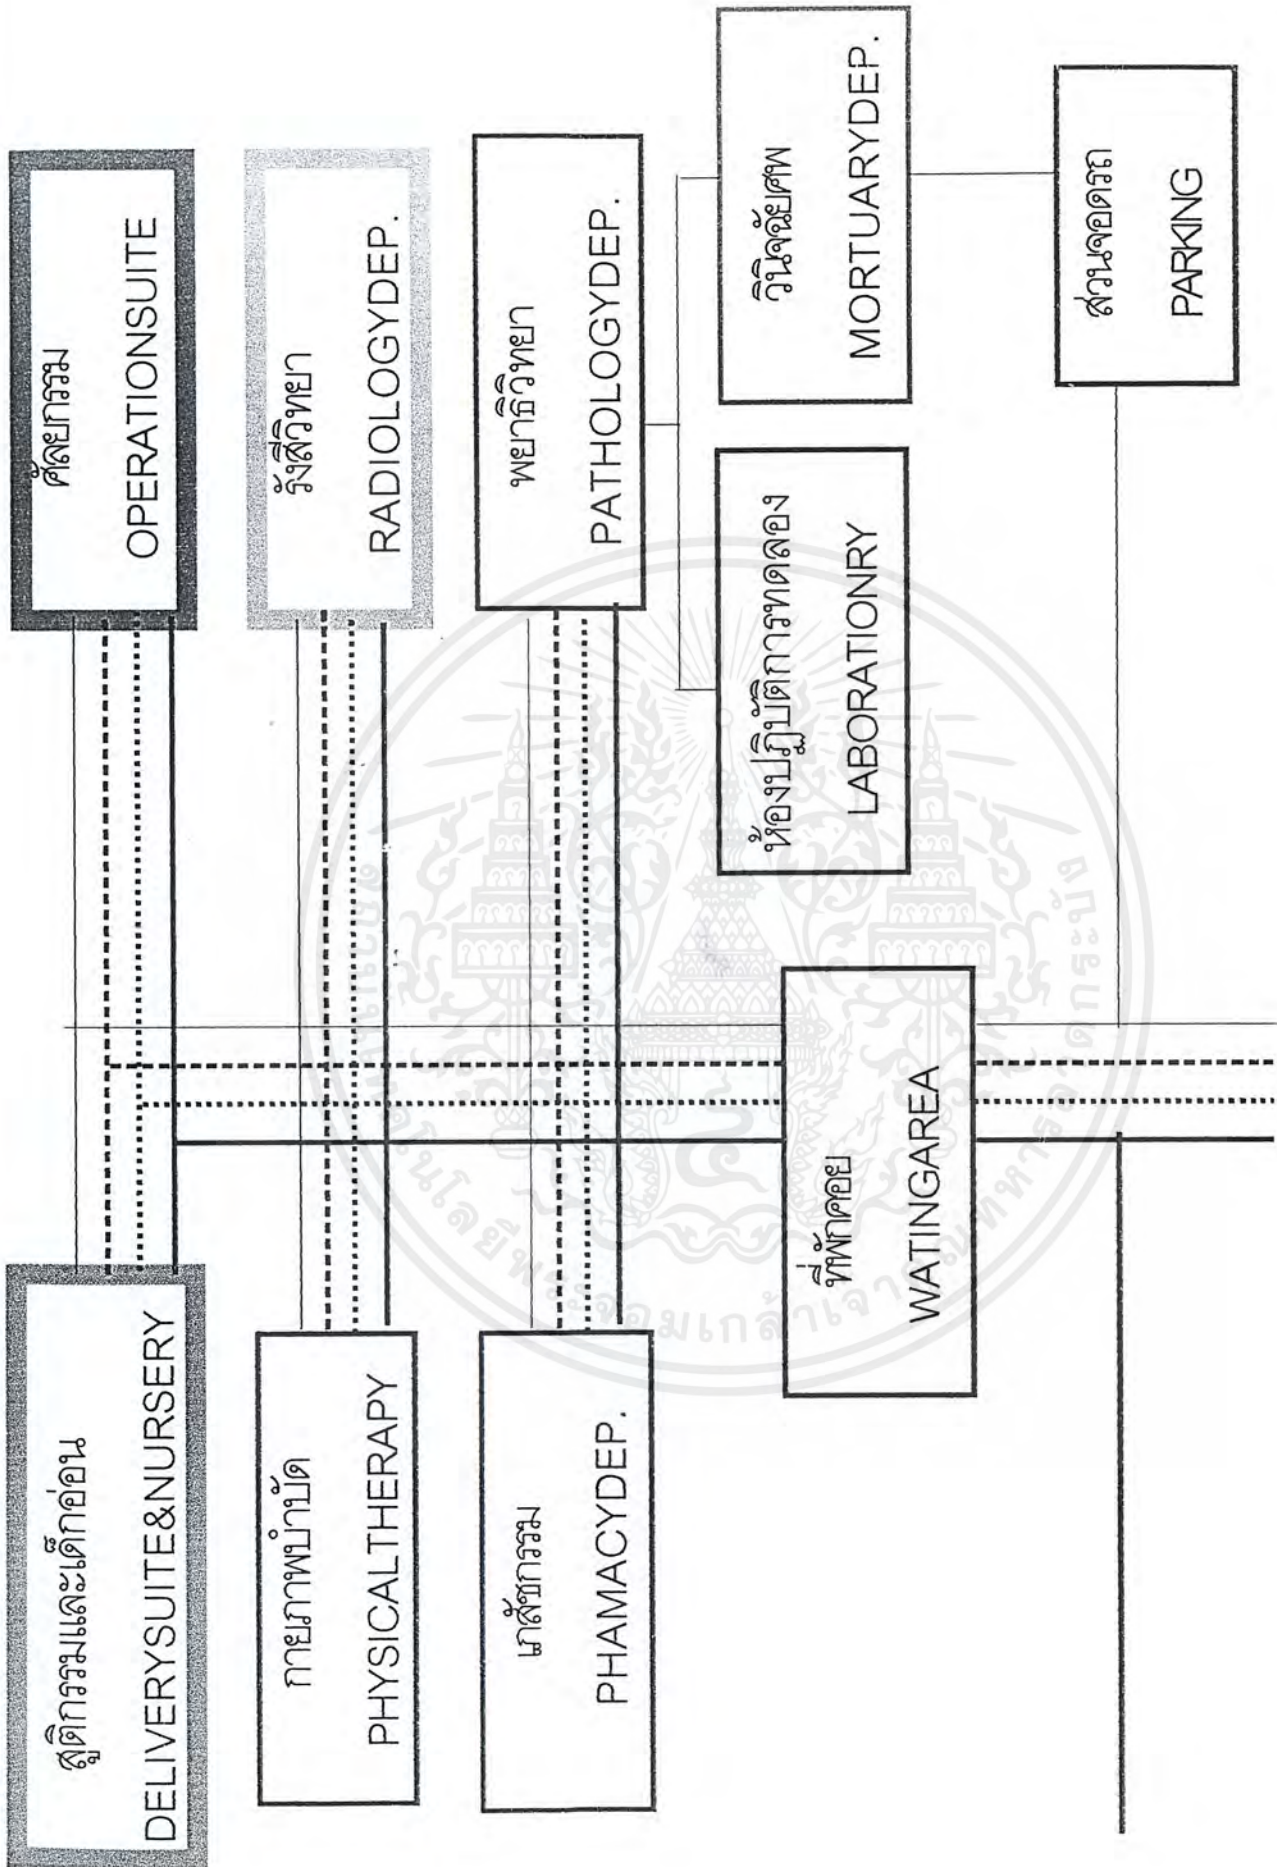 สูติกรรมและเด็กอ่อน
DELIVERYSUITE&NURSERY
ศัลยกรรม
OPERATIONSUITE
กายภาพบำบัด
PHYSICALTHERAPY
รังสีวิทยา
RADIOLOGYDEP.
เภสัชกรรม
PHAMACYDEP.
พยาธิวิทยา
PATHOLOGYDEP.
ที่พักคอย
WATINGAREA
ห้องปฏิบัติการทดลอง
LABORATIONRY
วินิจฉัยศพ
MORTUARYDEP.
ส่วนจอดรถ
PARKING